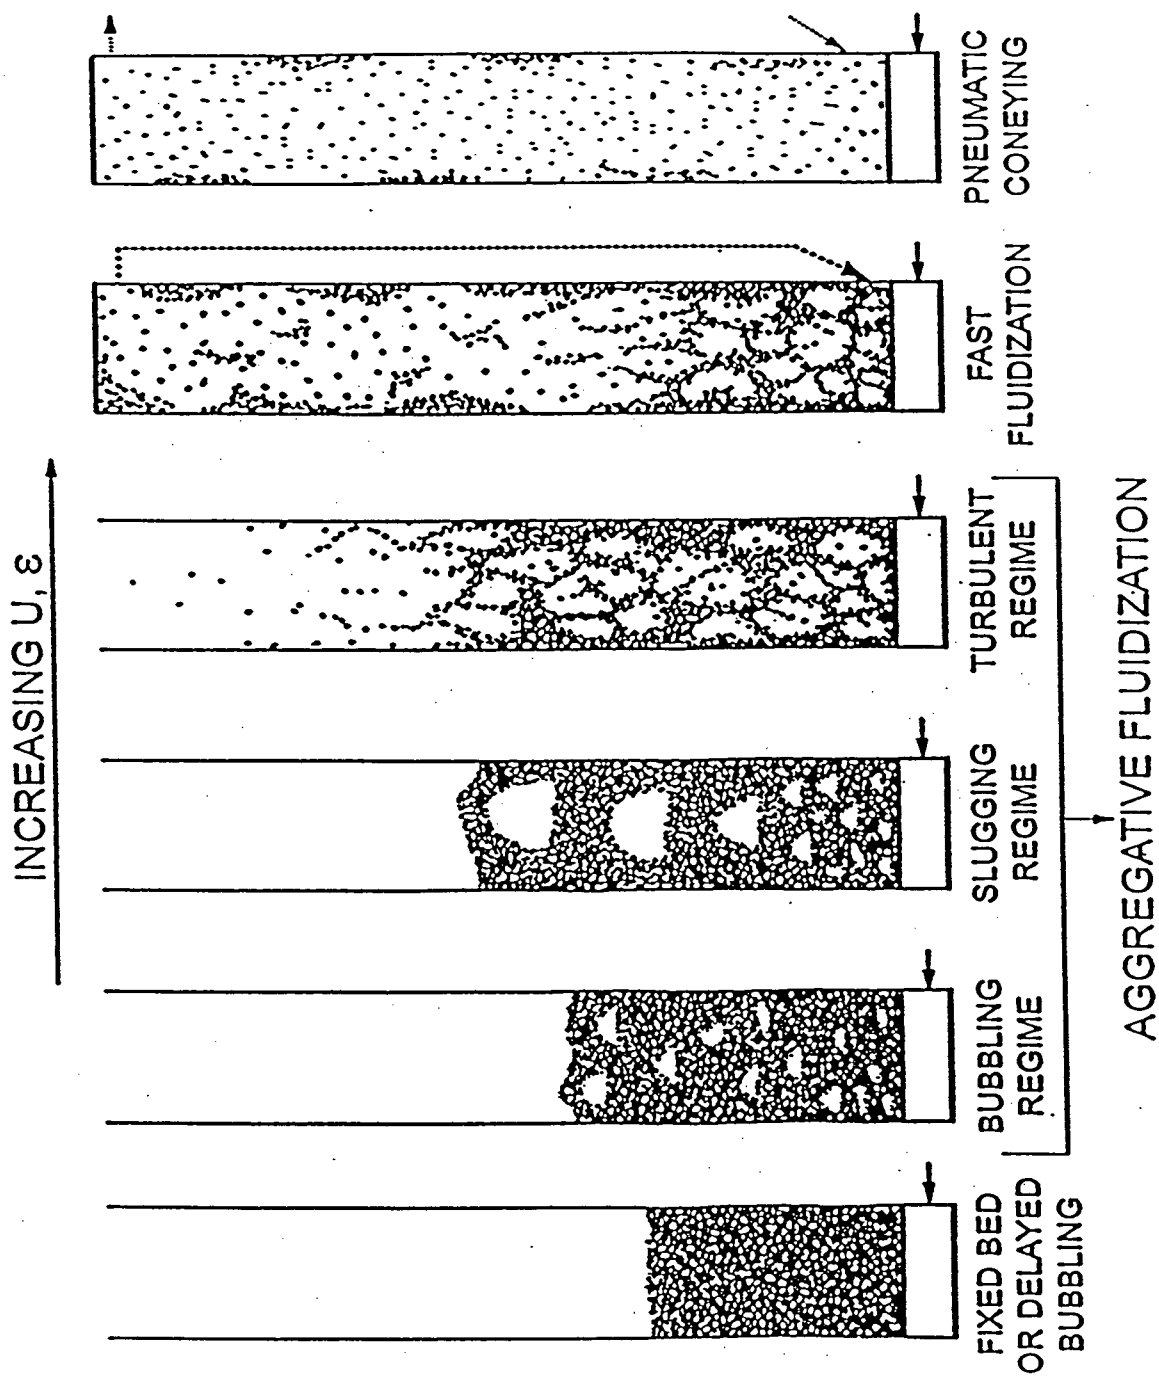 INCREASING U, ε
FIXED BED
OR DELAYED
BUBBLING
BUBBLING
REGIME
SLUGGING
REGIME
TURBULENT
REGIME
FAST
FLUIDIZATION
PNEUMATIC
CONEYING
AGGREGATIVE FLUIDIZATION